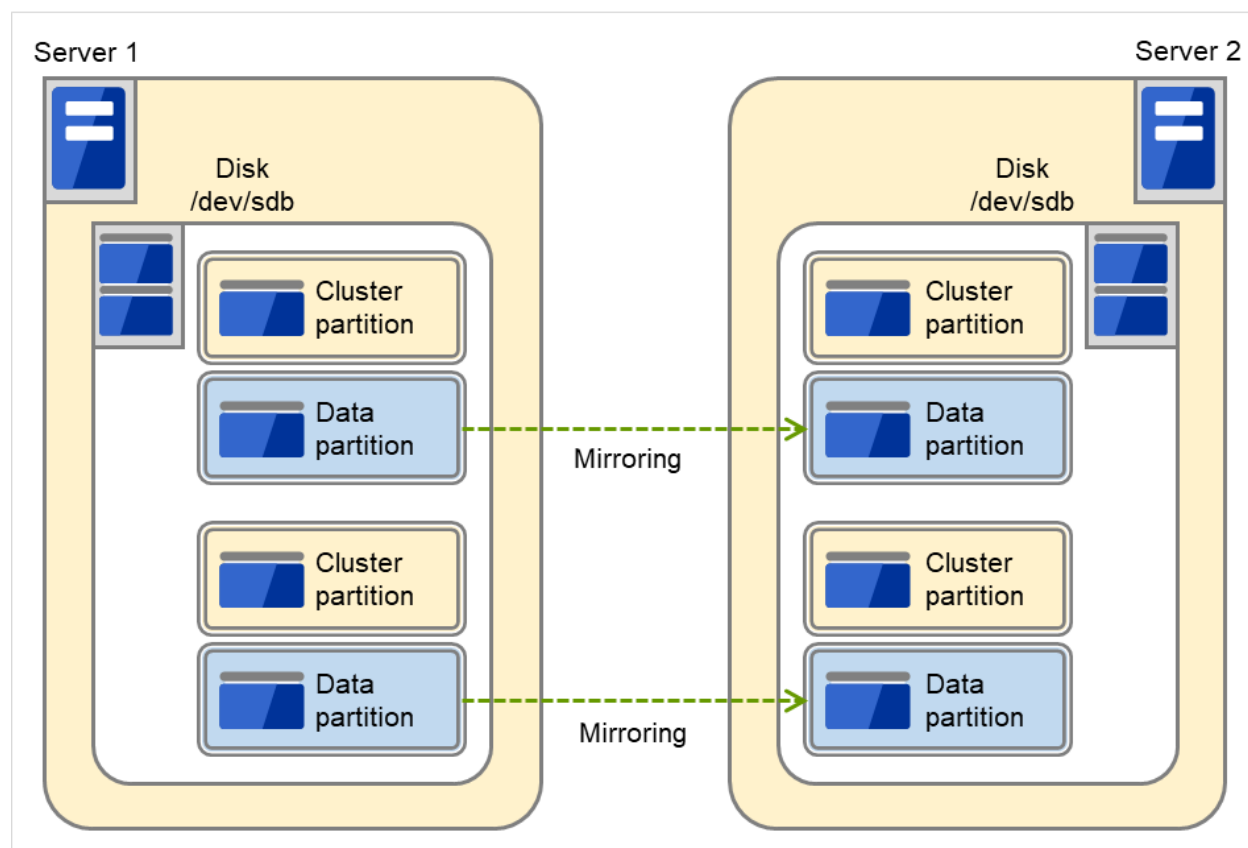 Server 1
Server 2
Disk
/dev/sdb
Disk
/dev/sdb
Cluster
partition
Cluster
partition
Data
partition
Mirroring
Data
partition
Cluster
partition
Cluster
partition
Data
partition
Mirroring
Data
partition